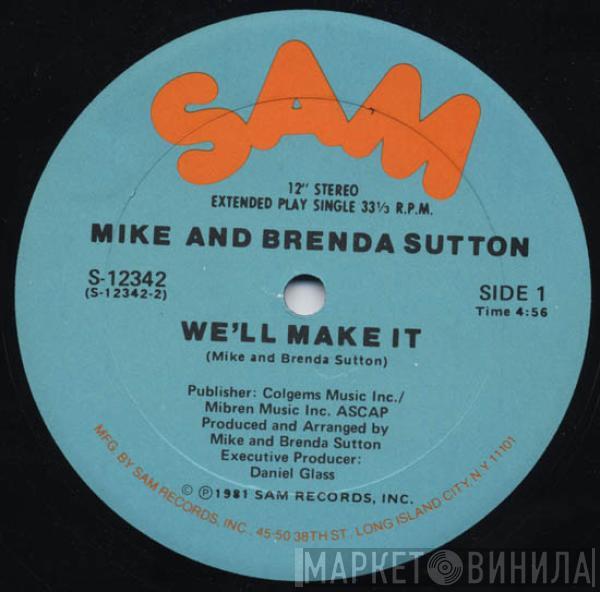 SAM
12" STEREO
EXTENDED PLAY SINGLE 33⅓ R.P.M.
MIKE AND BRENDA SUTTON
S-12342
(S-12342-2)
SIDE 1
Time 4:56
WE'LL MAKE IT
(Mike and Brenda Sutton)
Publisher: Colgems Music Inc./
Mibren Music Inc. ASCAP
Produced and Arranged by
Mike and Brenda Sutton
Executive Producer:
Daniel Glass
© ℗ 1981 SAM RECORDS, INC.
MFG. BY SAM RECORDS, INC., 45-50 38TH ST., LONG ISLAND CITY, N.Y. 11101
МАРКЕТ ВИНИЛА